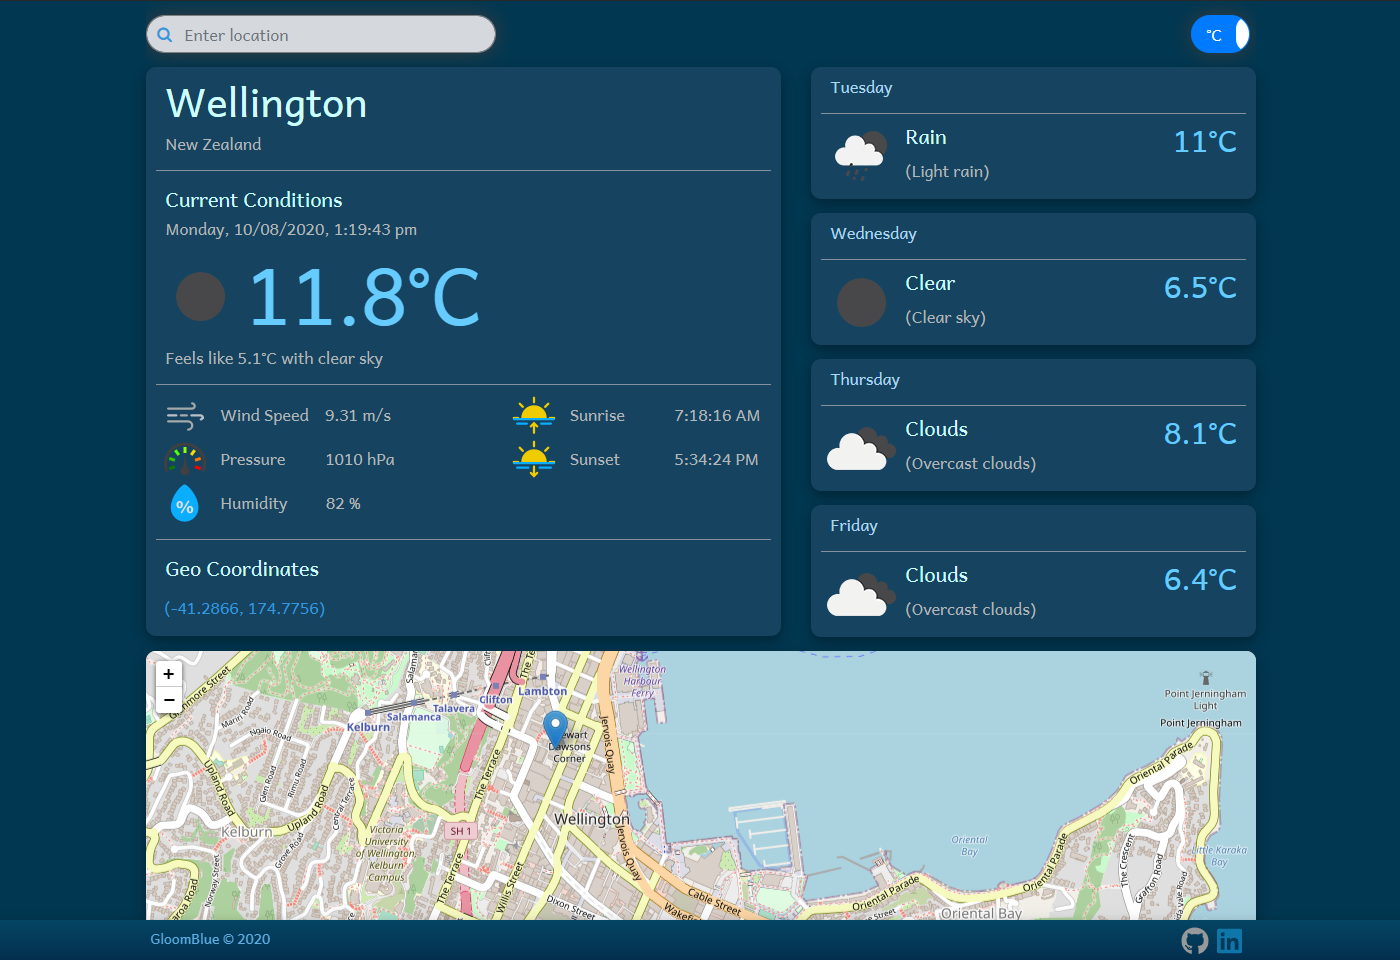 Enter location
°C
Wellington
New Zealand
Current Conditions
Monday, 10/08/2020, 1:19:43 pm
11.8°C
Feels like 5.1°C with clear sky
Wind Speed 9.31 m/s
Sunrise 7:18:16 AM
Pressure 1010 hPa
Sunset 5:34:24 PM
% Humidity 82 %
Geo Coordinates
(-41.2866, 174.7756)
Tuesday
Rain 11°C
(Light rain)
Wednesday
Clear 6.5°C
(Clear sky)
Thursday
Clouds 8.1°C
(Overcast clouds)
Friday
Clouds 6.4°C
(Overcast clouds)
+
−
Wellington
Harbour
Ferry
Lambton
Clifton
Talavera
Salamanca
Kelburn
Point Jerningham
Light
Point Jerningham
Dawsons
Corner
Jervois Quay
The Terrace
Marin Road
Ngaio Road
Upland Road
Glen Road
Rimu Road
Central Terrace
Upland Road
Kelburn
Grove Road
Norway Street
Victoria
University
of Wellington,
Kelburn
Campus
SH 1
Wellington
Jervois Quay
The Terrace
Willis Street
Dixon Street
Cable Street
Oriental
Bay
Oriental Parade
Oriental Parade
Oriental Parade
Oriental Bay
The Crescent
Grafton Road
Little Karaka
Bay
GloomBlue © 2020
in